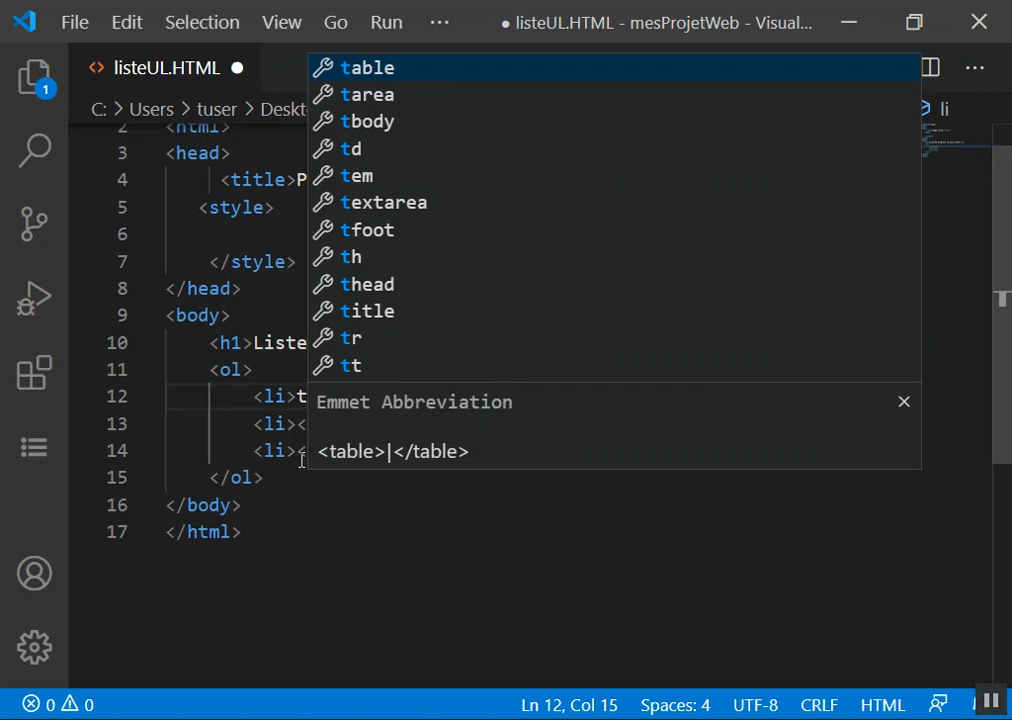 File Edit Selection View Go Run ··· ● listeUL.HTML - mesProjetWeb - Visual...
1
<> listeUL.HTML ● ···
C: > Users > tuser > Deskt li
2 <html>
3 <head>
4 <title>P
5 <style>
6
7 </style>
8 </head>
9 <body>
10 <h1>Liste
11 <ol>
12 <li>t
13 <li><
14 <li><
15 </ol>
16 </body>
17 </html>
table
tarea
tbody
td
tem
textarea
tfoot
th
thead
title
tr
tt
Emmet Abbreviation ×
<table>|</table>
0 0 Ln 12, Col 15 Spaces: 4 UTF-8 CRLF HTML